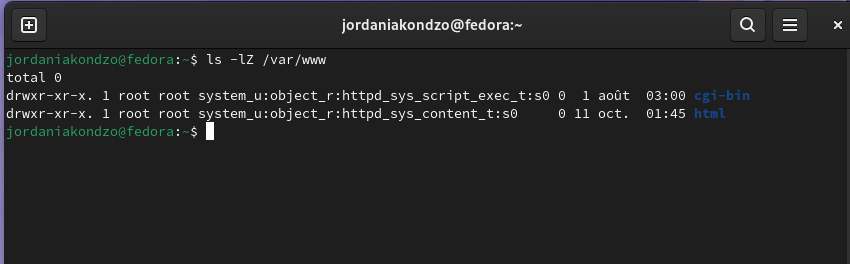 jordaniakondzo@fedora:~
jordaniakondzo@fedora:~$ ls -lZ /var/www
total 0
drwxr-xr-x. 1 root root system_u:object_r:httpd_sys_script_exec_t:s0 0  1 août  03:00 cgi-bin
drwxr-xr-x. 1 root root system_u:object_r:httpd_sys_content_t:s0     0 11 oct.  01:45 html
jordaniakondzo@fedora:~$